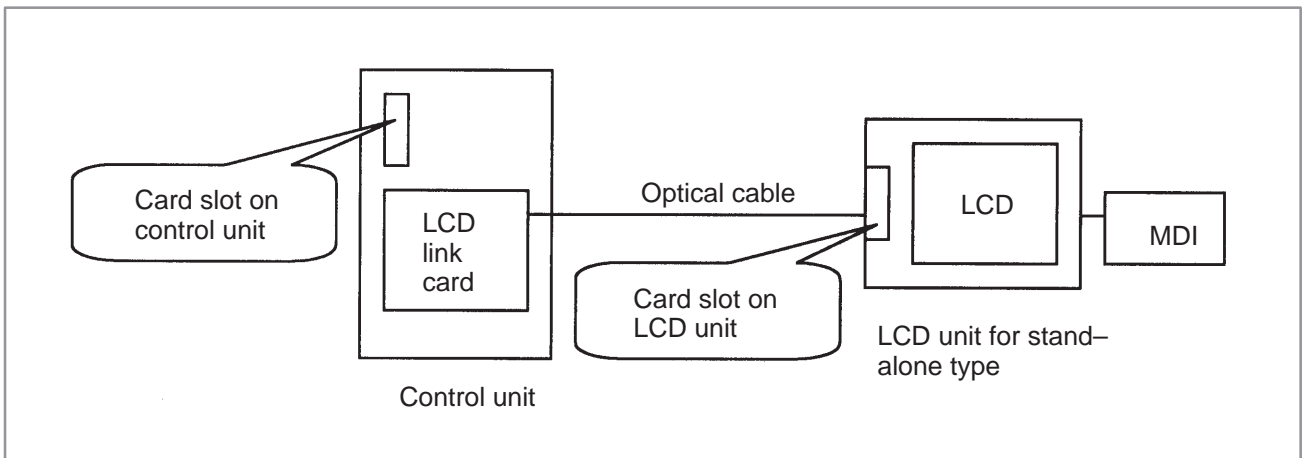 Card slot on
control unit
LCD
link
card
Control unit
Optical cable
Card slot on
LCD unit
LCD
MDI
LCD unit for stand–
alone type